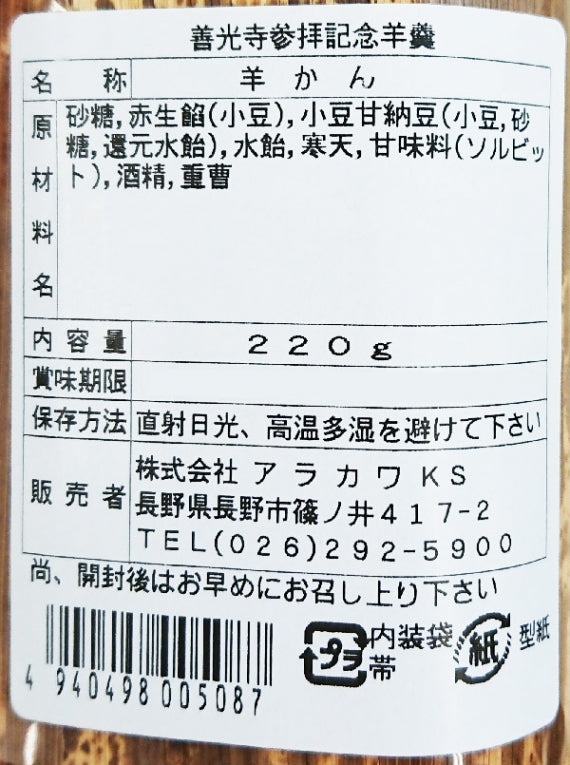 善光寺参拝記念羊羹
名称 羊かん
原材料名 砂糖,赤生餡(小豆),小豆甘納豆(小豆,砂
糖,還元水飴),水飴,寒天,甘味料(ソルビッ
ト),酒精,重曹
内容量 220g
賞味期限
保存方法 直射日光、高温多湿を避けて下さい
販売者 株式会社 アラカワKS
長野県長野市篠ノ井417-2
TEL(026)292-5900
尚、開封後はお早めにお召し上り下さい
プラ 内装袋
帯
紙 型紙
4 940498 005087